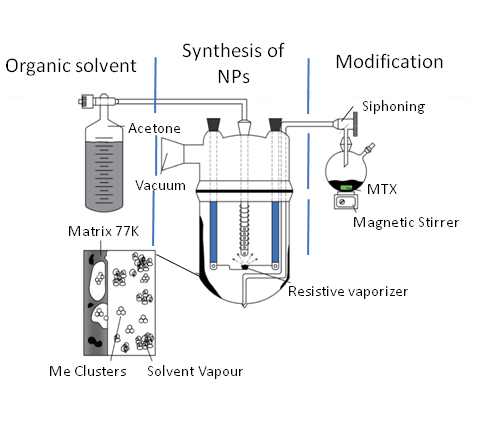 Organic solvent
Synthesis of
NPs
Modification
Siphoning
Acetone
Vacuum
MTX
Magnetic Stirrer
Matrix 77K
Resistive vaporizer
Me Clusters
Solvent Vapour